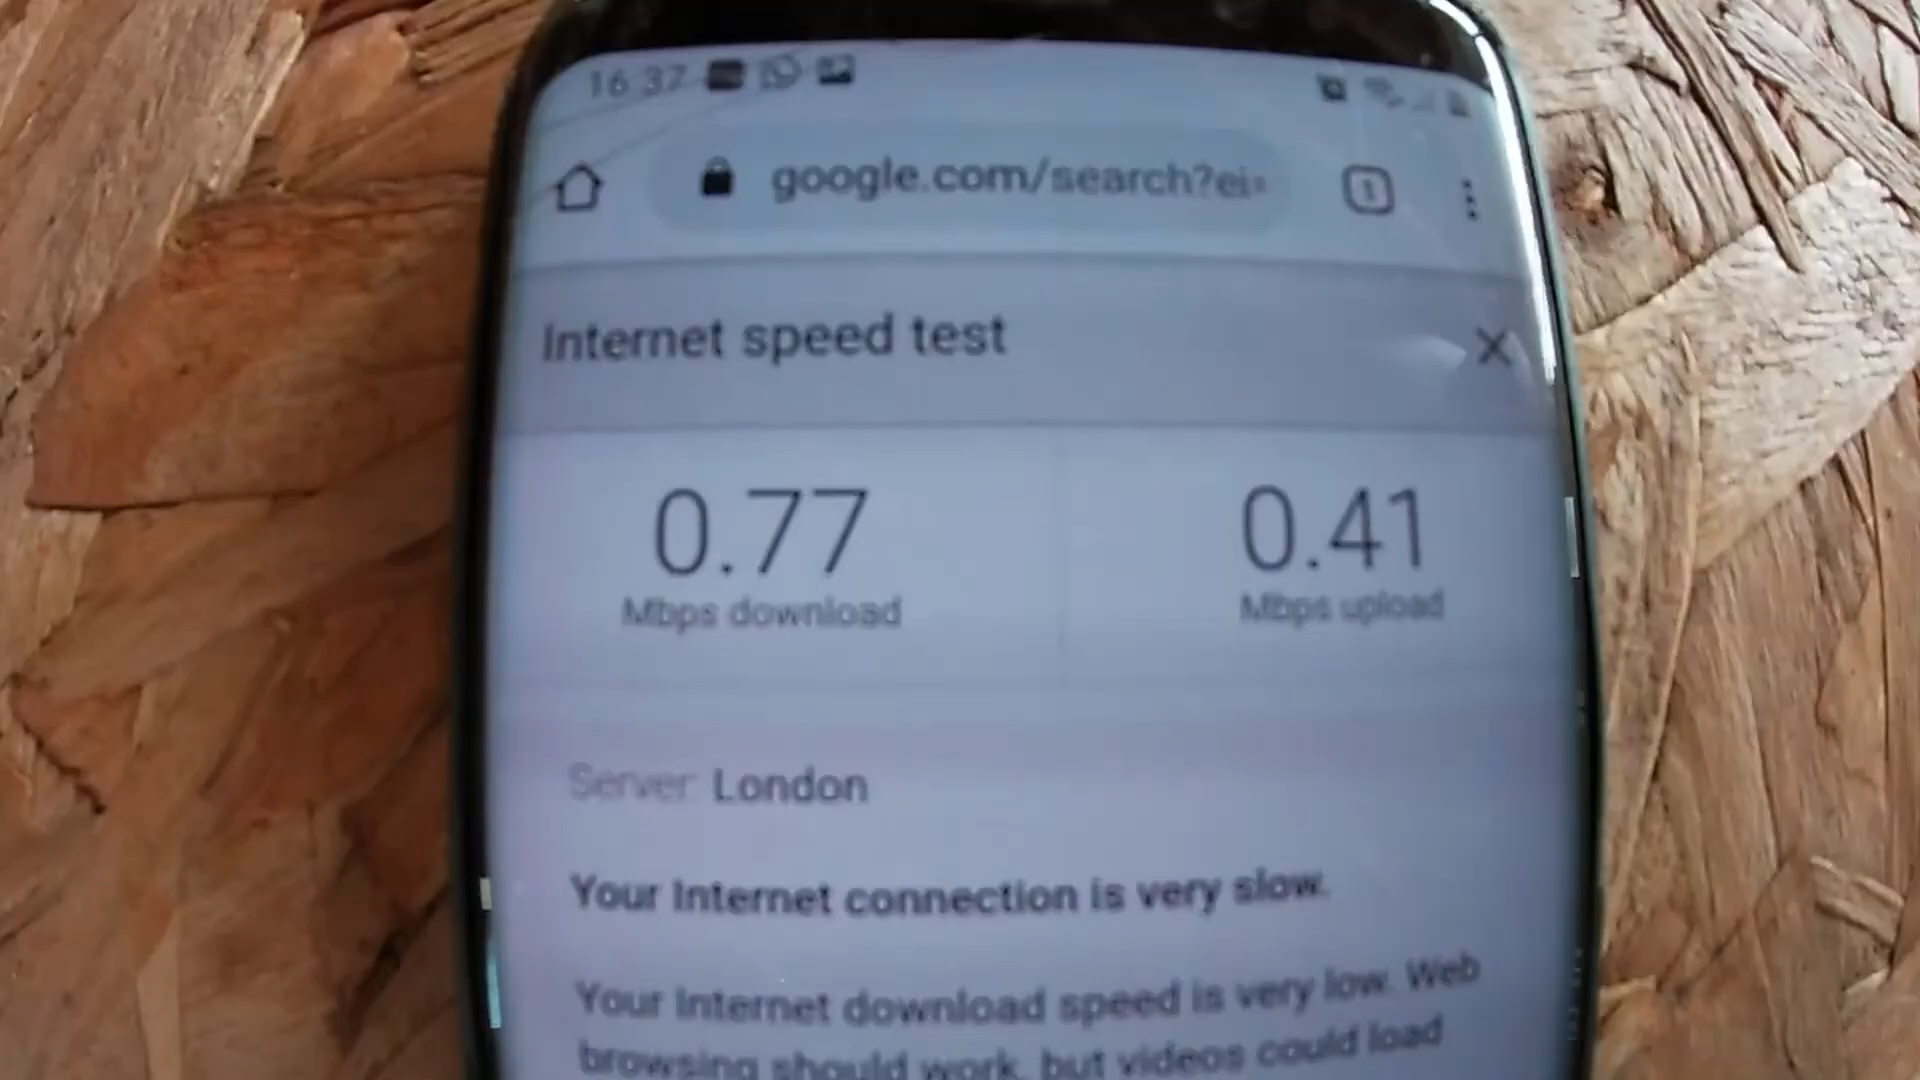 16:37
google.com/search?ei=
1
Internet speed test
0.77
0.41
Mbps download
Mbps upload
Server: London
Your Internet connection is very slow.
Your Internet download speed is very low. Web
browsing should work, but videos could load